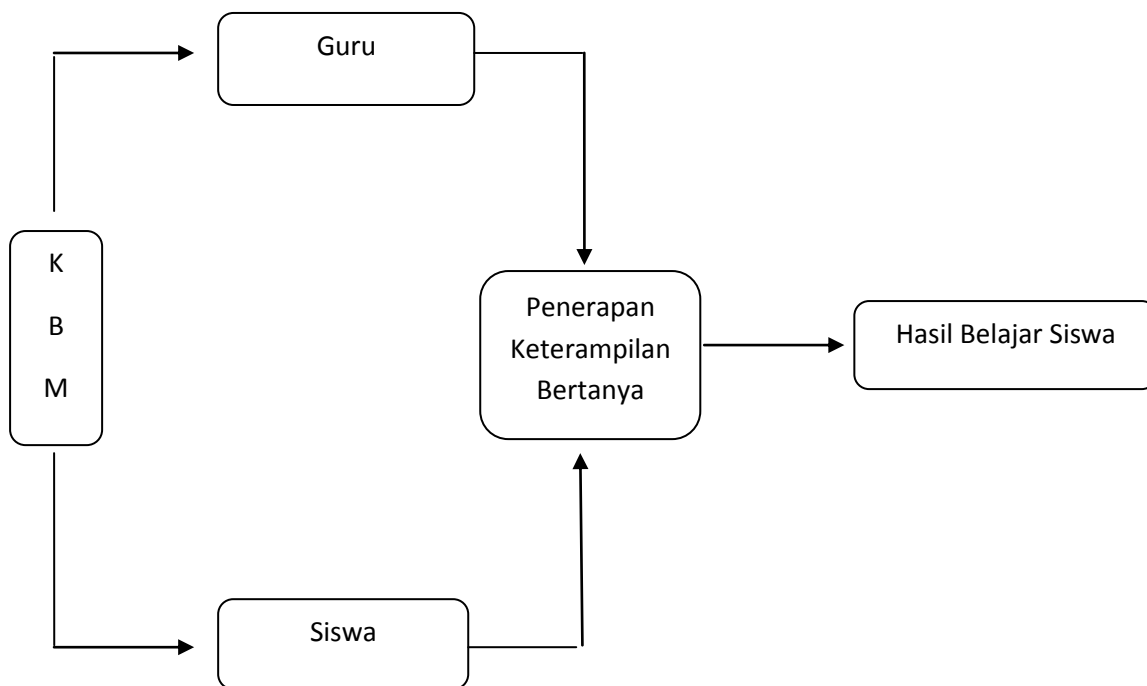 Guru
K
B
M
Penerapan
Keterampilan
Bertanya
Hasil Belajar Siswa
Siswa